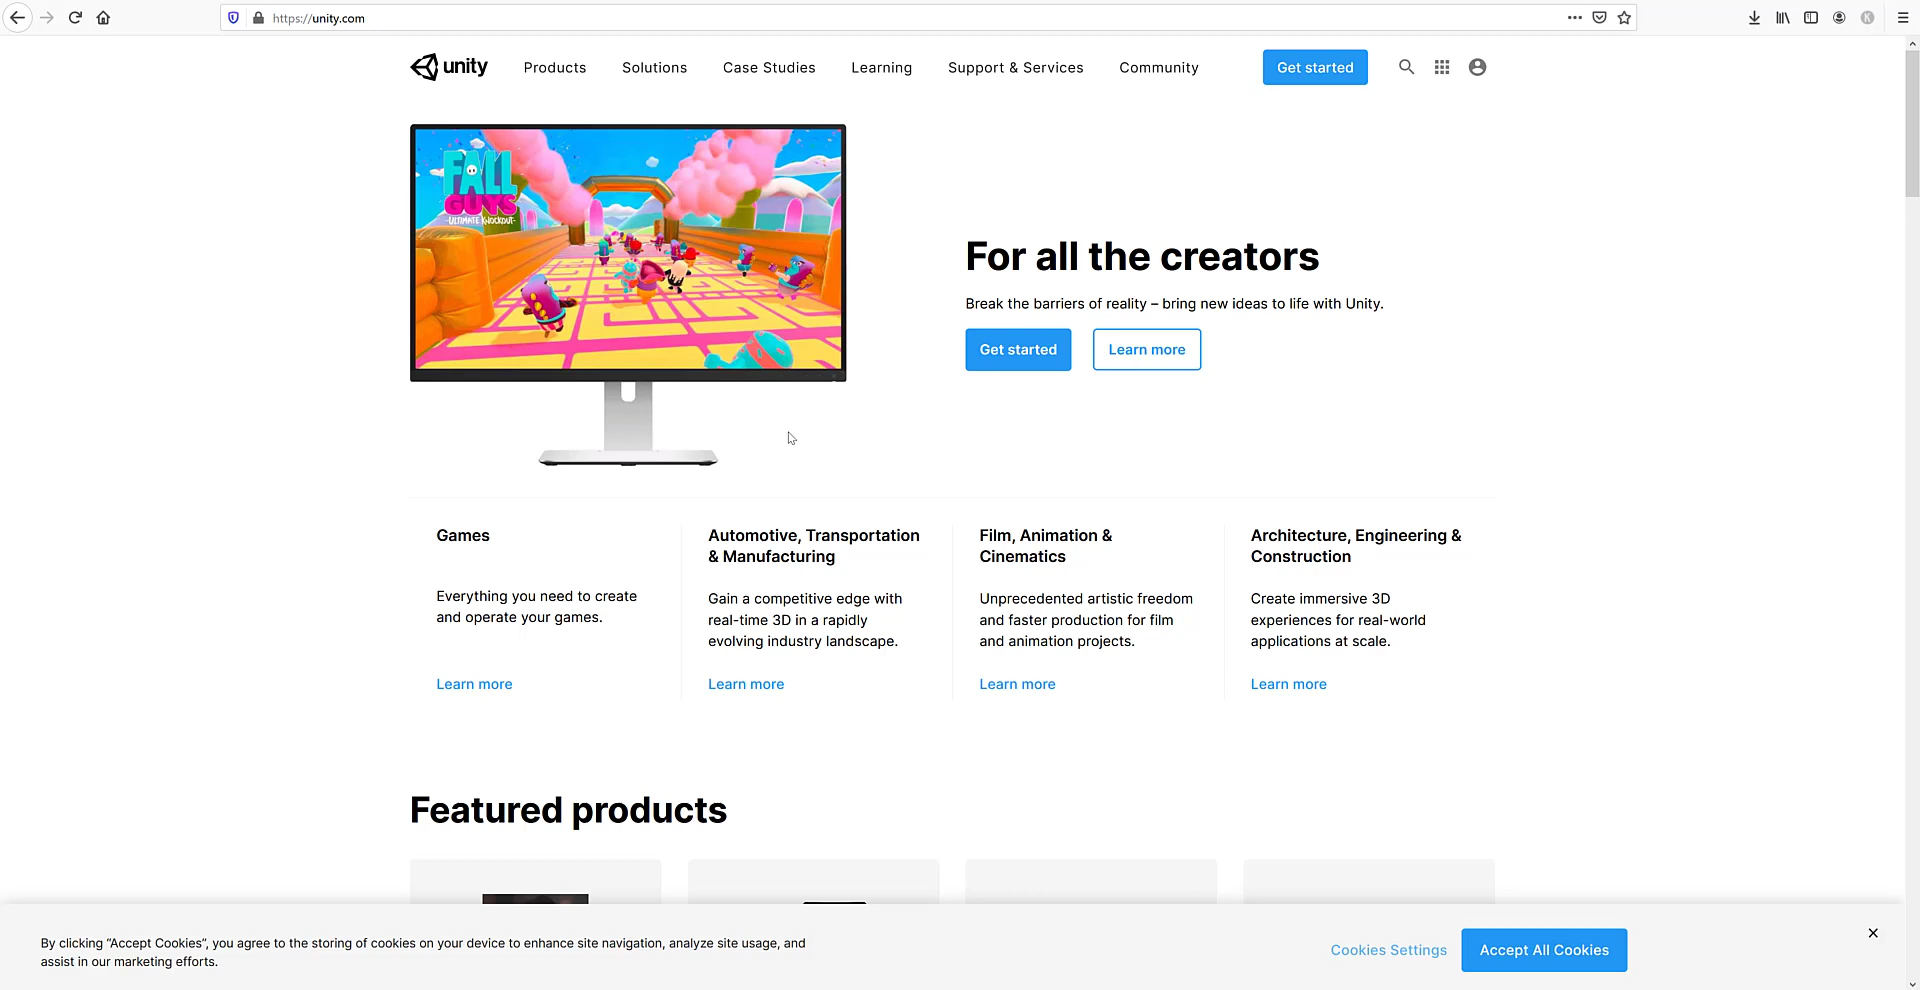 https://unity.com
unity
Products
Solutions
Case Studies
Learning
Support & Services
Community
Get started
FALL
GUYS
-ULTIMATE KNOCKOUT-
For all the creators
Break the barriers of reality – bring new ideas to life with Unity.
Get started
Learn more
Games
Everything you need to create
and operate your games.
Learn more
Automotive, Transportation
& Manufacturing
Gain a competitive edge with
real-time 3D in a rapidly
evolving industry landscape.
Learn more
Film, Animation &
Cinematics
Unprecedented artistic freedom
and faster production for film
and animation projects.
Learn more
Architecture, Engineering &
Construction
Create immersive 3D
experiences for real-world
applications at scale.
Learn more
Featured products
By clicking “Accept Cookies”, you agree to the storing of cookies on your device to enhance site navigation, analyze site usage, and
assist in our marketing efforts.
Cookies Settings
Accept All Cookies